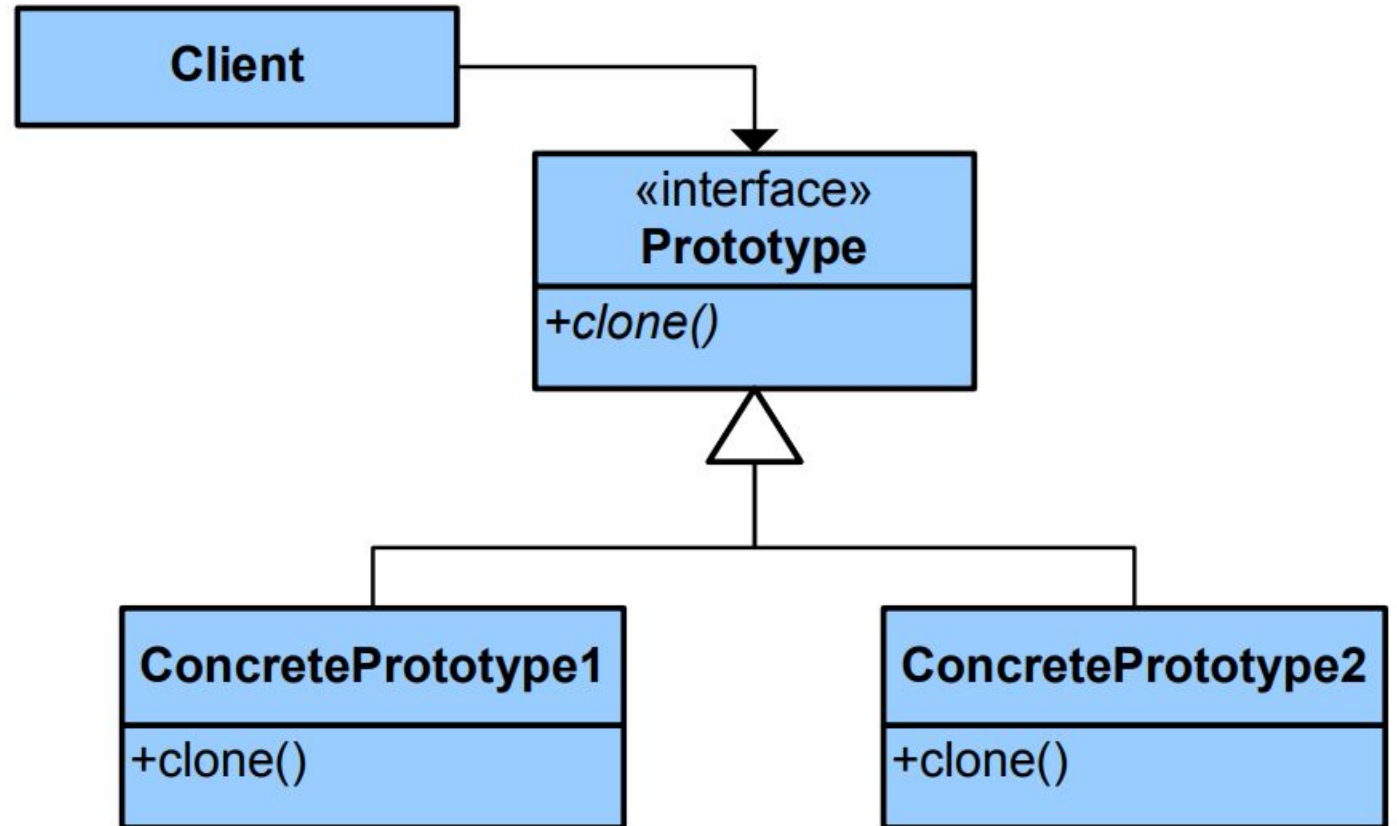 Client
«interface»
Prototype
+clone()
ConcretePrototype1
+clone()
ConcretePrototype2
+clone()